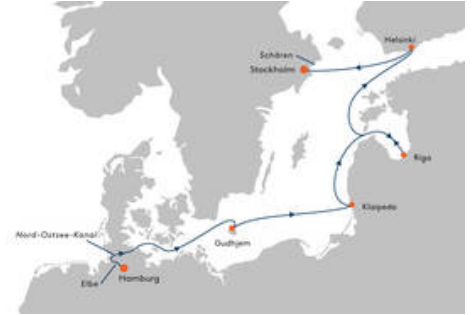 Helsinki
Schären
Stockholm
Riga
Klaipeda
Gudhjem
Nord-Ostsee-Kanal
Elbe
Hamburg